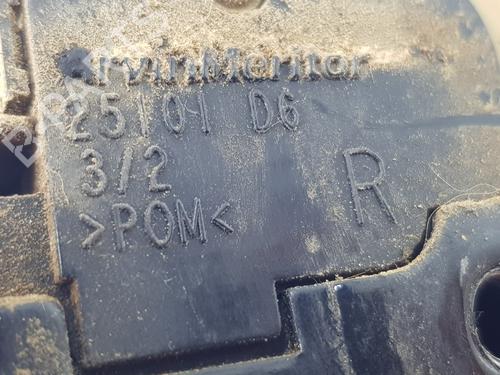 ArvinMeritor
25101 D6
3/2
R
>POM<